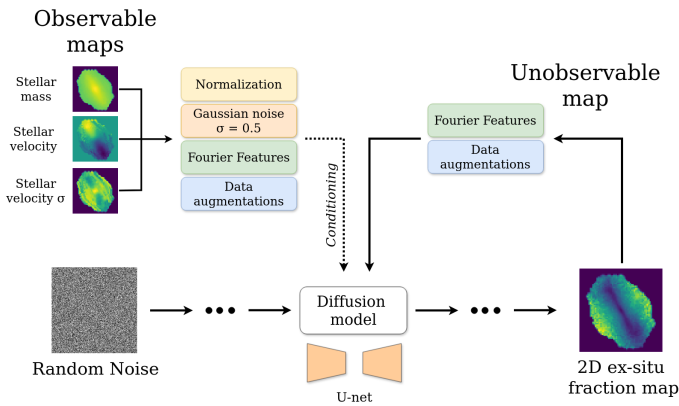 Observable
maps
Stellar
mass
Stellar
velocity
Stellar
velocity σ
Normalization
Gaussian noise
σ = 0.5
Fourier Features
Data
augmentations
Conditioning
Unobservable
map
Fourier Features
Data
augmentations
Random Noise
Diffusion
model
U-net
2D ex-situ
fraction map